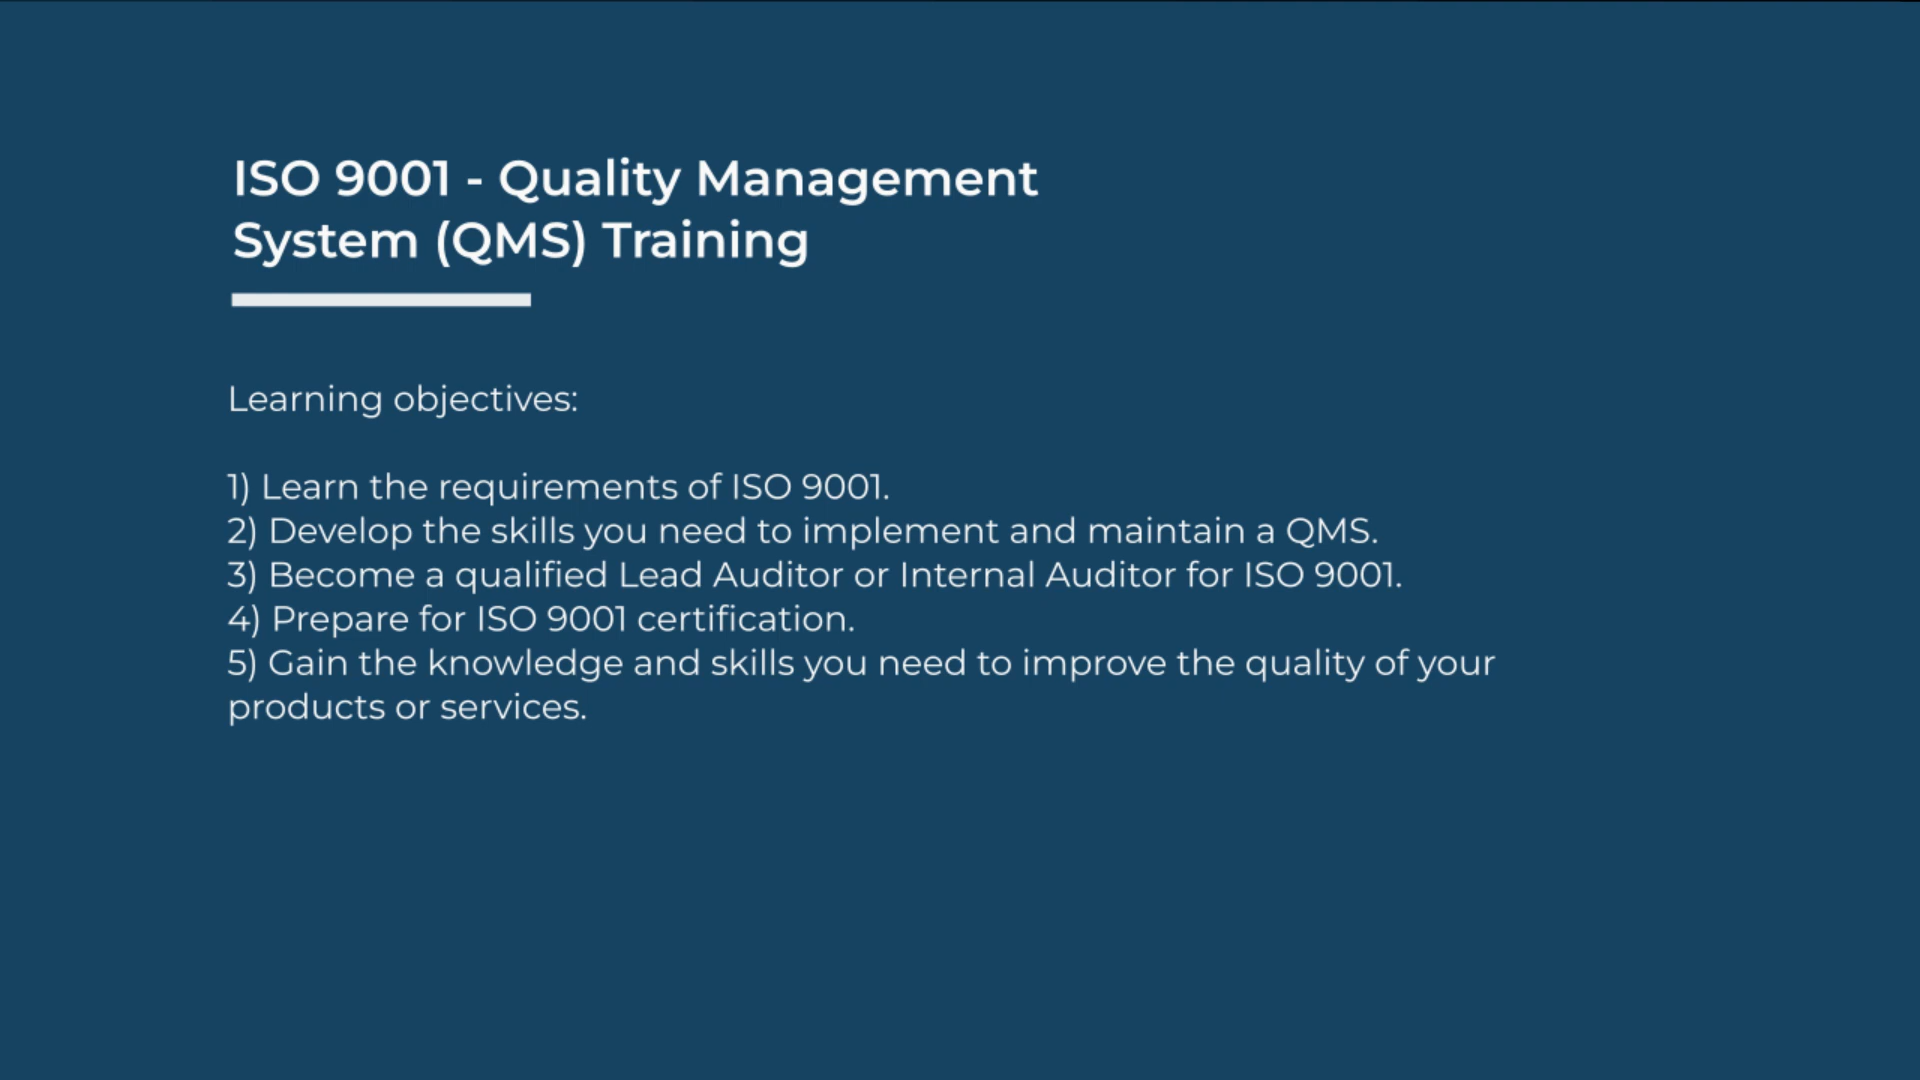 ISO 9001 - Quality Management
System (QMS) Training
Learning objectives:
1) Learn the requirements of ISO 9001.
2) Develop the skills you need to implement and maintain a QMS.
3) Become a qualified Lead Auditor or Internal Auditor for ISO 9001.
4) Prepare for ISO 9001 certification.
5) Gain the knowledge and skills you need to improve the quality of your
products or services.